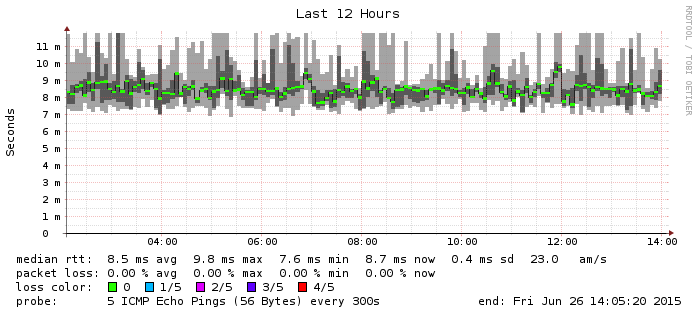 Last 12 Hours
RRDTOOL / TOBI OETIKER
Seconds
11 m
10 m
9 m
8 m
7 m
6 m
5 m
4 m
3 m
2 m
1 m
0
04:00 06:00 08:00 10:00 12:00 14:00
median rtt: 8.5 ms avg 9.8 ms max 7.6 ms min 8.7 ms now 0.4 ms sd 23.0 am/s
packet loss: 0.00 % avg 0.00 % max 0.00 % min 0.00 % now
loss color: 0 1/5 2/5 3/5 4/5
probe: 5 ICMP Echo Pings (56 Bytes) every 300s end: Fri Jun 26 14:05:20 2015